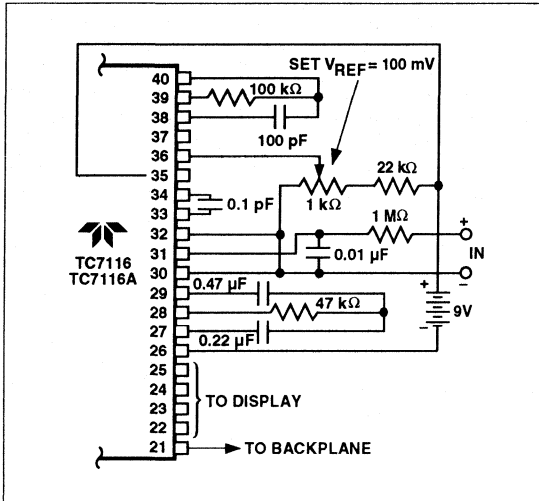 SET VREF = 100 mV
40
39
38
37
36
35
34
33
32
31
30
29
28
27
26
25
24
23
22
21
100 kΩ
100 pF
22 kΩ
1 kΩ
0.1 pF
1 MΩ
+
IN
–
0.01 µF
TC7116
TC7116A
0.47 µF
47 kΩ
0.22 µF
+
9V
–
TO DISPLAY
TO BACKPLANE